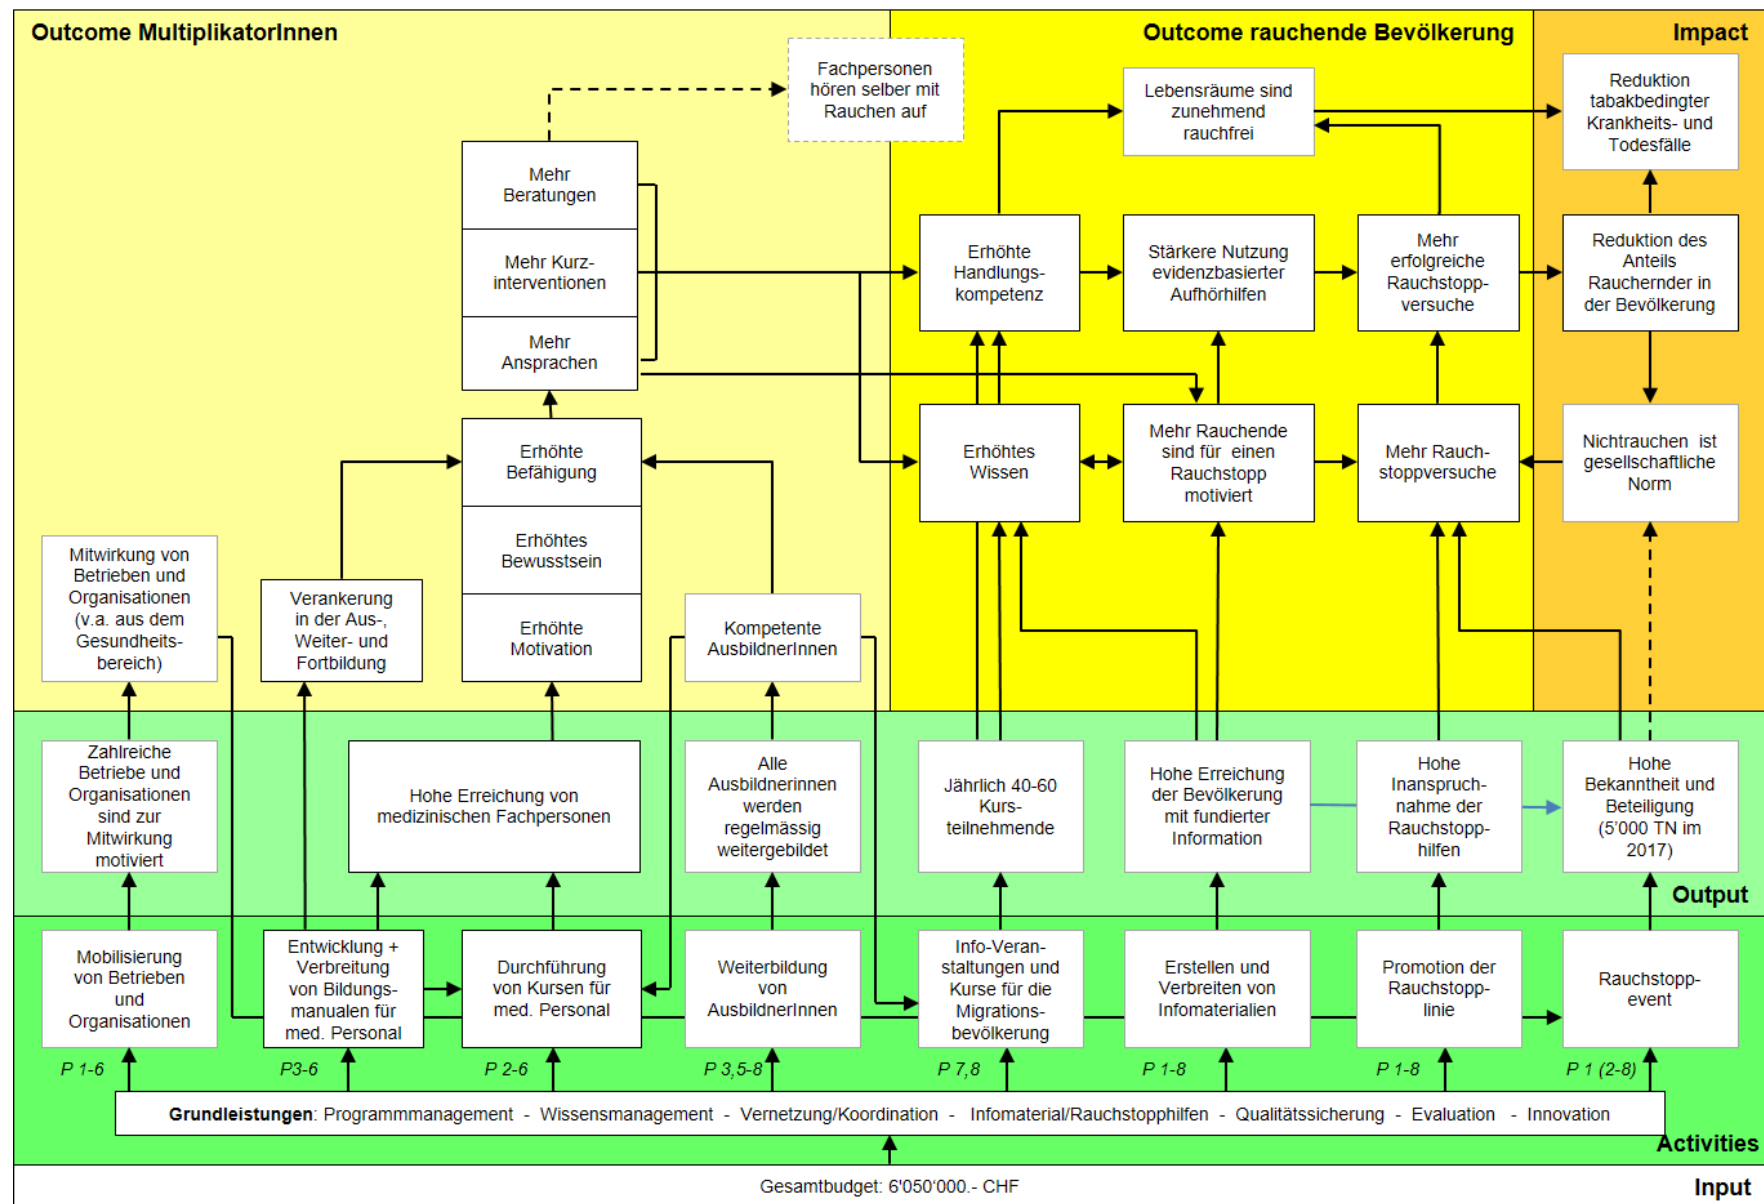 Outcome MultiplikatorInnen
Outcome rauchende Bevölkerung
Impact
Fachpersonen
hören selber mit
Rauchen auf
Lebensräume sind
zunehmend
rauchfrei
Reduktion
tabakbedingter
Krankheits- und
Todesfälle
Mehr
Beratungen
Mehr Kurz-
interventionen
Mehr
Ansprachen
Erhöhte
Handlungs-
kompetenz
Stärkere Nutzung
evidenzbasierter
Aufhörhilfen
Mehr
erfolgreiche
Rauchstopp-
versuche
Reduktion des
Anteils
Rauchernder in
der Bevölkerung
Erhöhte
Befähigung
Erhöhtes
Bewusstsein
Erhöhte
Motivation
Erhöhtes
Wissen
Mehr Rauchende
sind für einen
Rauchstopp
motiviert
Mehr Rauch-
stoppversuche
Nichtrauchen ist
gesellschaftliche
Norm
Mitwirkung von
Betrieben und
Organisationen
(v.a. aus dem
Gesundheits-
bereich)
Verankerung
in der Aus-,
Weiter- und
Fortbildung
Kompetente
AusbildnerInnen
Zahlreiche
Betriebe und
Organisationen
sind zur
Mitwirkung
motiviert
Hohe Erreichung von
medizinischen Fachpersonen
Alle
Ausbildnerinnen
werden
regelmässig
weitergebildet
Jährlich 40-60
Kurs-
teilnehmende
Hohe Erreichung
der Bevölkerung
mit fundierter
Information
Hohe
Inanspruch-
nahme der
Rauchstopp-
hilfen
Hohe
Bekanntheit und
Beteiligung
(5'000 TN im
2017)
Output
Mobilisierung
von Betrieben
und
Organisationen
Entwicklung +
Verbreitung
von Bildungs-
manualen für
med. Personal
Durchführung
von Kursen für
med. Personal
Weiterbildung
von
AusbildnerInnen
Info-Veran-
staltungen und
Kurse für die
Migrations-
bevölkerung
Erstellen und
Verbreiten von
Infomaterialien
Promotion der
Rauchstopp-
linie
Rauchstopp-
event
P 1-6
P3-6
P 2-6
P 3,5-8
P 7,8
P 1-8
P 1-8
P 1 (2-8)
Grundleistungen: Programmmanagement - Wissensmanagement - Vernetzung/Koordination - Infomaterial/Rauchstopphilfen - Qualitätssicherung - Evaluation - Innovation
Activities
Gesamtbudget: 6'050'000.- CHF
Input